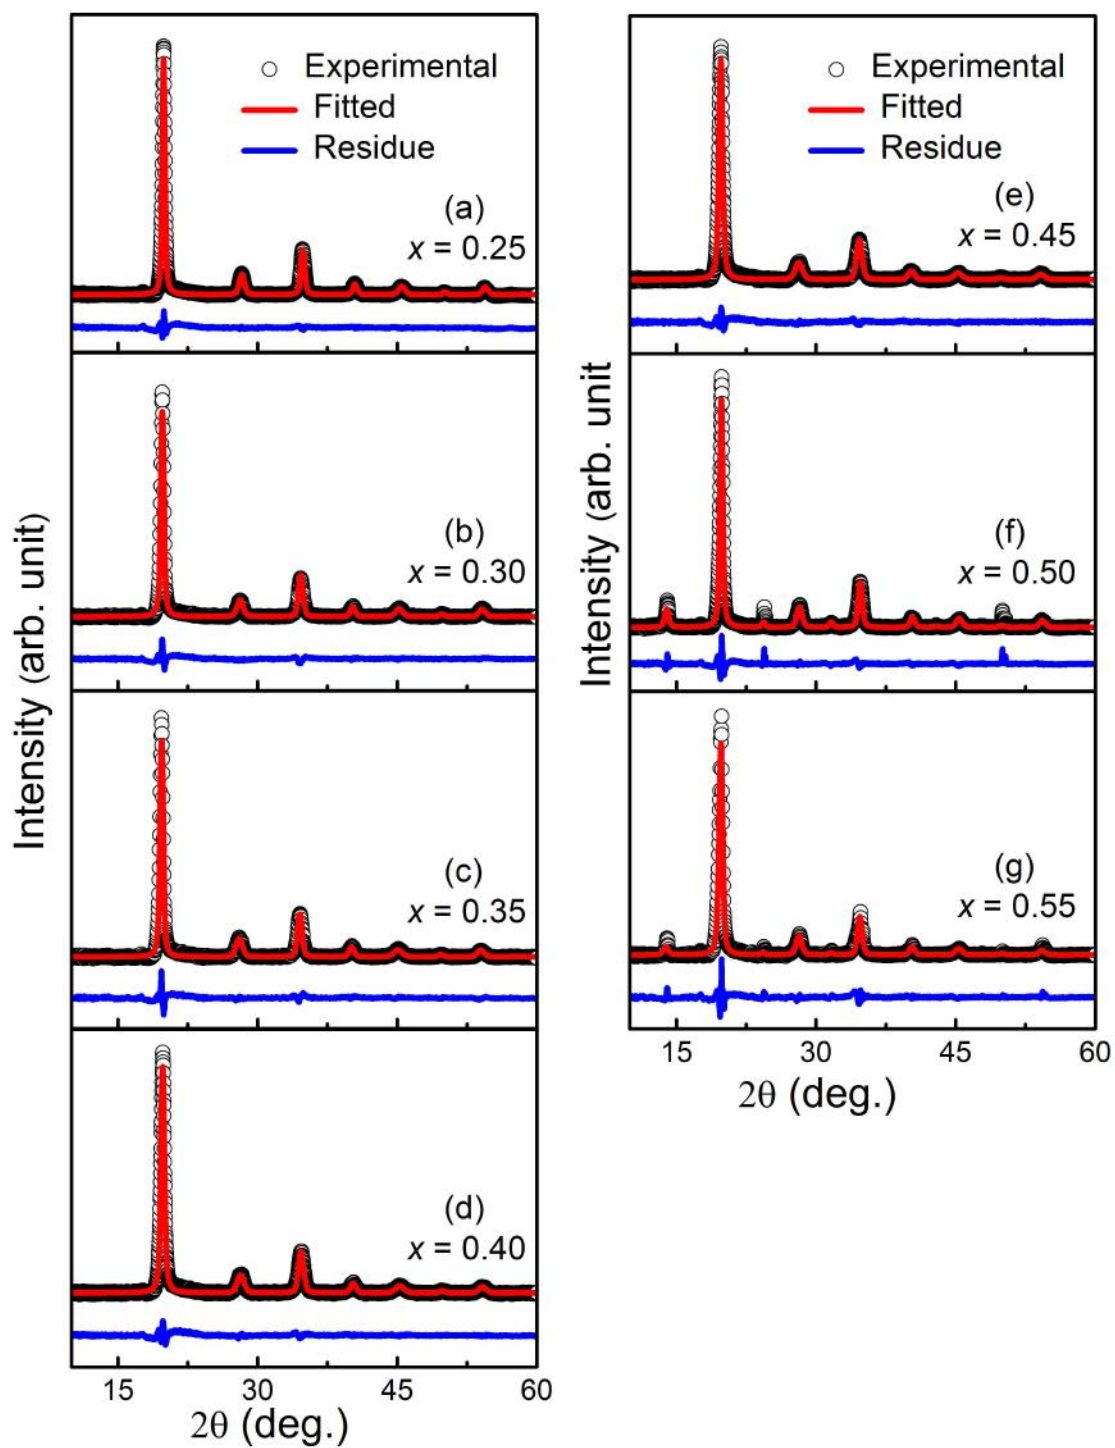 Experimental
Fitted
Residue
(a)
x = 0.25
(b)
x = 0.30
(c)
x = 0.35
(d)
x = 0.40
15 30 45 60
2θ (deg.)
Intensity (arb. unit)
Experimental
Fitted
Residue
(e)
x = 0.45
(f)
x = 0.50
(g)
x = 0.55
15 30 45 60
2θ (deg.)
Intensity (arb. unit